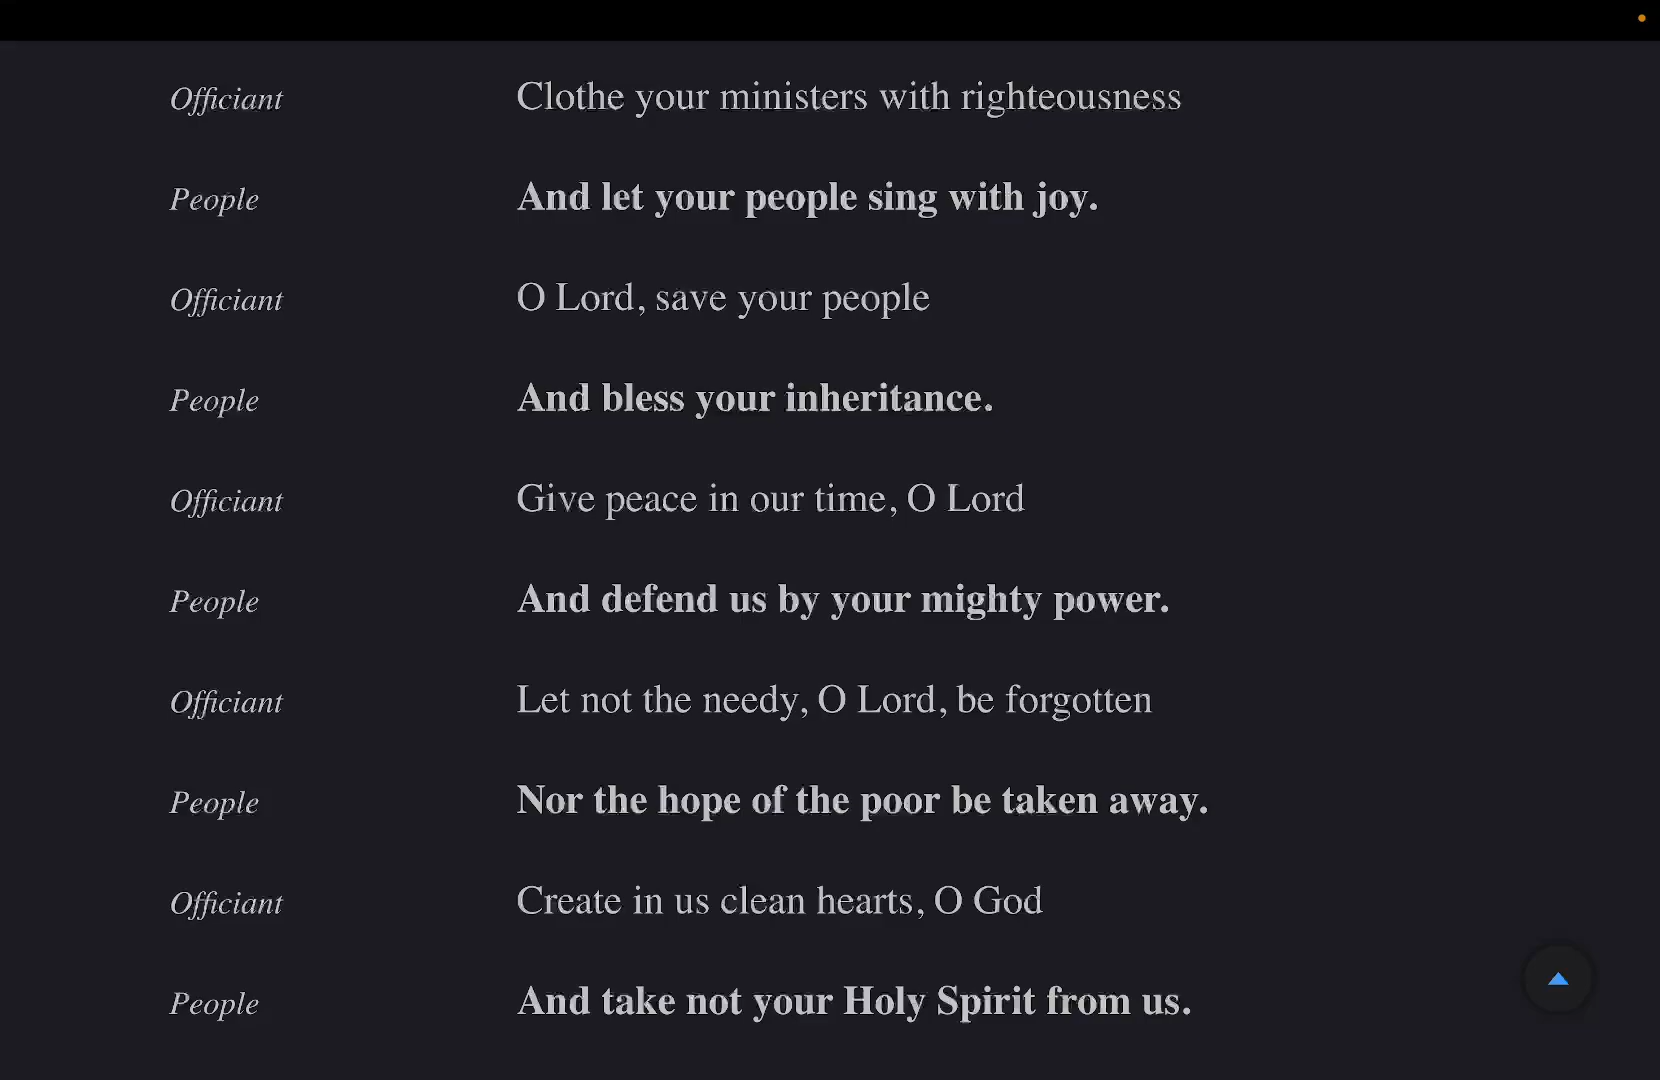 Officiant Clothe your ministers with righteousness
People And let your people sing with joy.
Officiant O Lord, save your people
People And bless your inheritance.
Officiant Give peace in our time, O Lord
People And defend us by your mighty power.
Officiant Let not the needy, O Lord, be forgotten
People Nor the hope of the poor be taken away.
Officiant Create in us clean hearts, O God
People And take not your Holy Spirit from us.